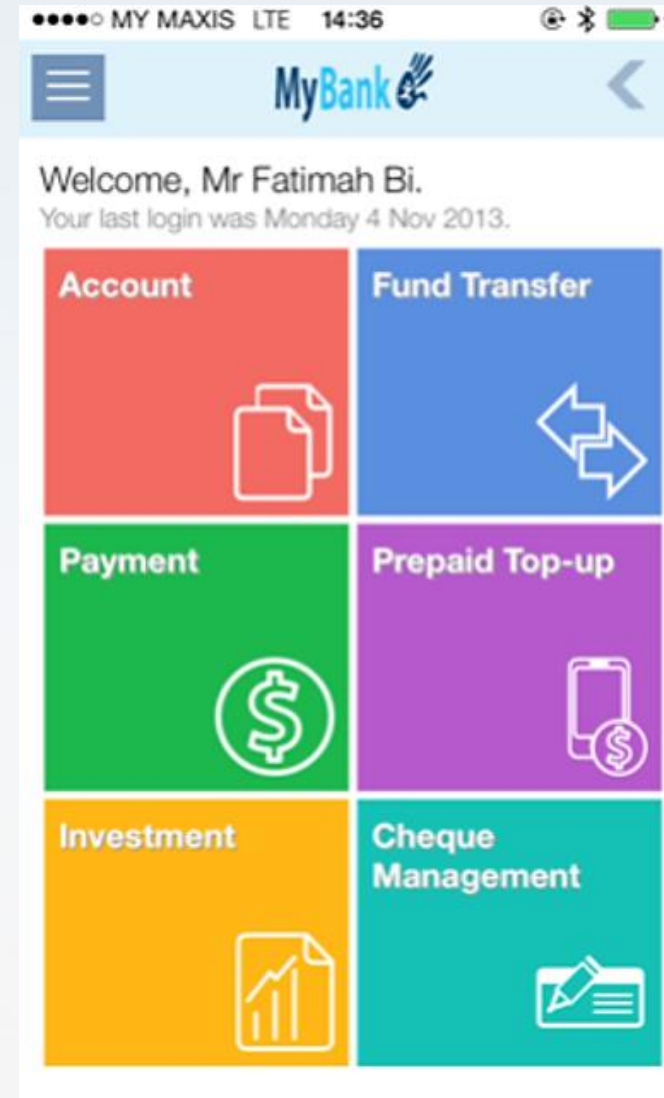 MY MAXIS LTE 14:36
MyBank
Welcome, Mr Fatimah Bi.
Your last login was Monday 4 Nov 2013.
Account
Fund Transfer
Payment
$
Prepaid Top-up
$
Investment
Cheque
Management